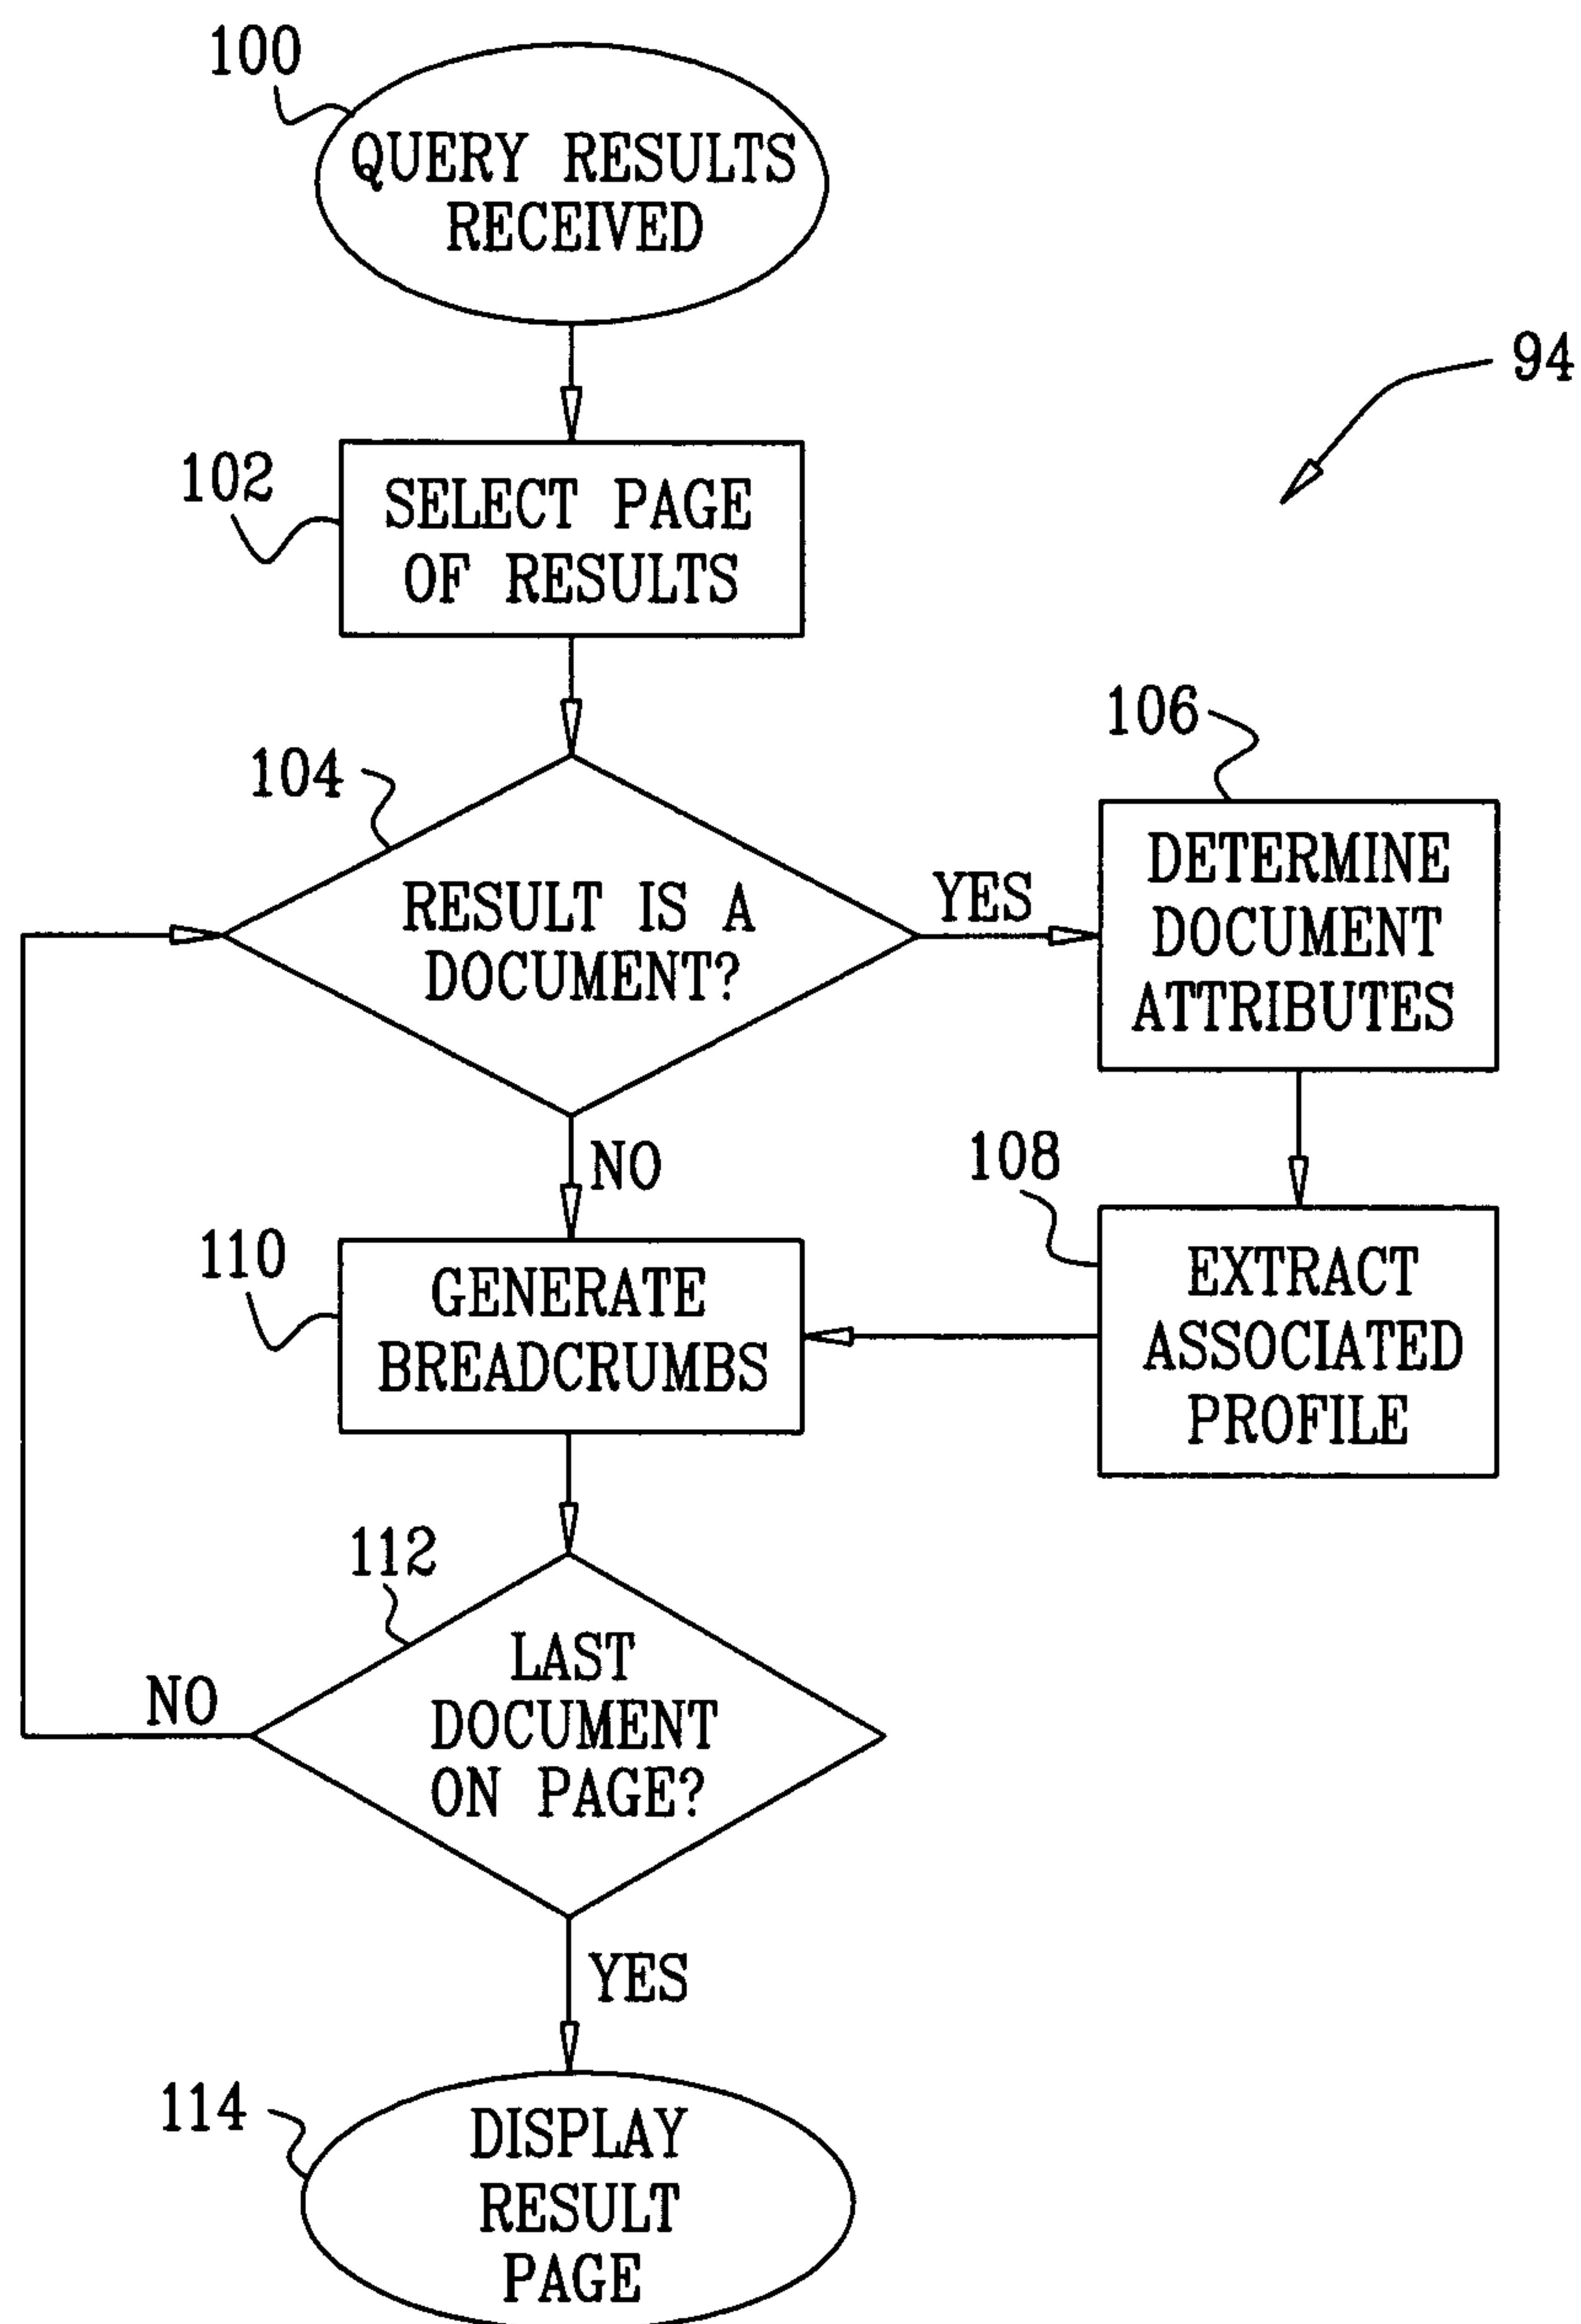 100
QUERY RESULTS
RECEIVED
94
102
SELECT PAGE
OF RESULTS
104
RESULT IS A
DOCUMENT?
YES
106
DETERMINE
DOCUMENT
ATTRIBUTES
NO
108
EXTRACT
ASSOCIATED
PROFILE
110
GENERATE
BREADCRUMBS
112
LAST
DOCUMENT
ON PAGE?
NO
YES
114
DISPLAY
RESULT
PAGE